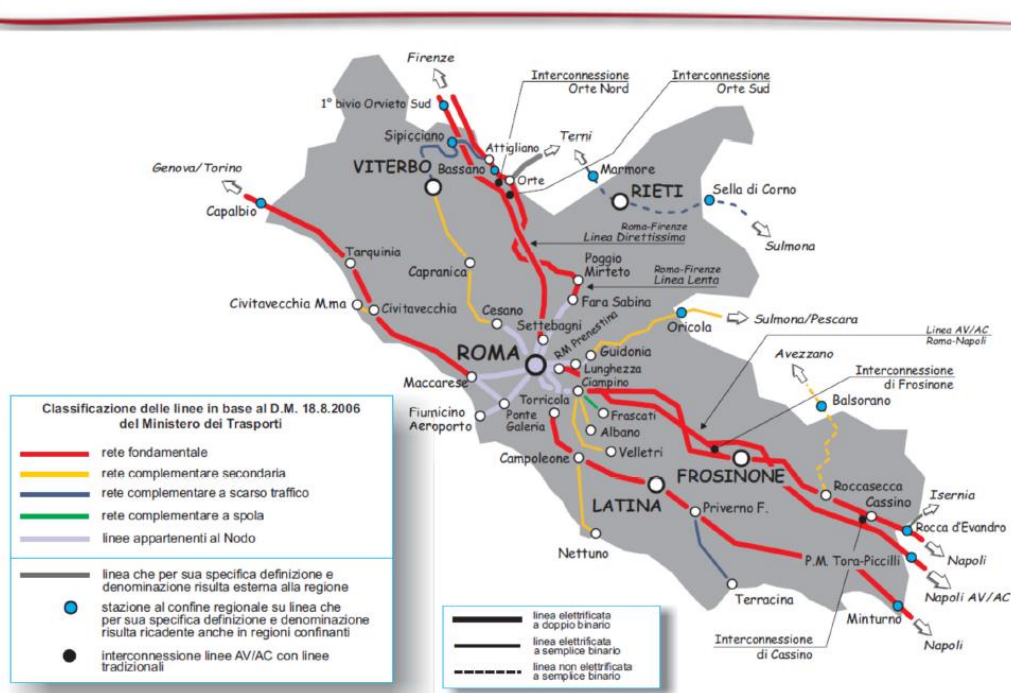 Firenze
Interconnessione
Orte Nord
Interconnessione
Orte Sud
1° bivio Orvieto Sud
Sipicciano
Attigliano
Terni
Genova/Torino
VITERBO
Bassano
Orte
Marmore
RIETI
Sella di Corno
Capalbio
Roma-Firenze
Linea Direttissima
Sulmona
Tarquinia
Capranica
Poggio
Mirteto
Roma-Firenze
Linea Lenta
Civitavecchia M.ma
Civitavecchia
Cesano
Fara Sabina
Settebagni
RM Prenestina
Oricola
Sulmona/Pescara
ROMA
Guidonia
Linea AV/AC
Roma-Napoli
Lunghezza
Avezzano
Maccarese
Ciampino
Interconnessione
di Frosinone
Fiumicino
Aeroporto
Ponte
Galeria
Torricola
Frascati
Albano
Balsorano
Velletri
Campoleone
FROSINONE
LATINA
Roccasecca
Cassino
Isernia
Priverno F.
Rocca d'Evandro
Nettuno
Napoli
P.M. Tora-Piccilli
Terracina
Napoli AV/AC
Minturno
Interconnessione
di Cassino
Napoli
Classificazione delle linee in base al D.M. 18.8.2006
del Ministero dei Trasporti
rete fondamentale
rete complementare secondaria
rete complementare a scarso traffico
rete complementare a spola
linee appartenenti al Nodo
linea che per sua specifica definizione e
denominazione risulta esterna alla regione
stazione al confine regionale su linea che
per sua specifica definizione e denominazione
risulta ricadente anche in regioni confinanti
interconnessione linee AV/AC con linee
tradizionali
linea elettrificata
a doppio binario
linea elettrificata
a semplice binario
linea non elettrificata
a semplice binario